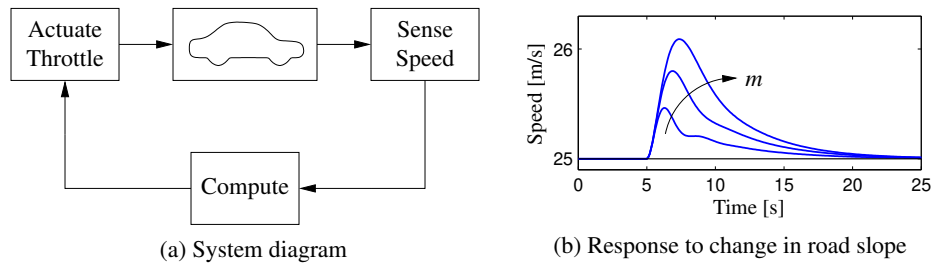 Actuate
Throttle
Sense
Speed
Compute
(a) System diagram
Speed [m/s]
26
25
m
0 5 10 15 20 25
Time [s]
(b) Response to change in road slope